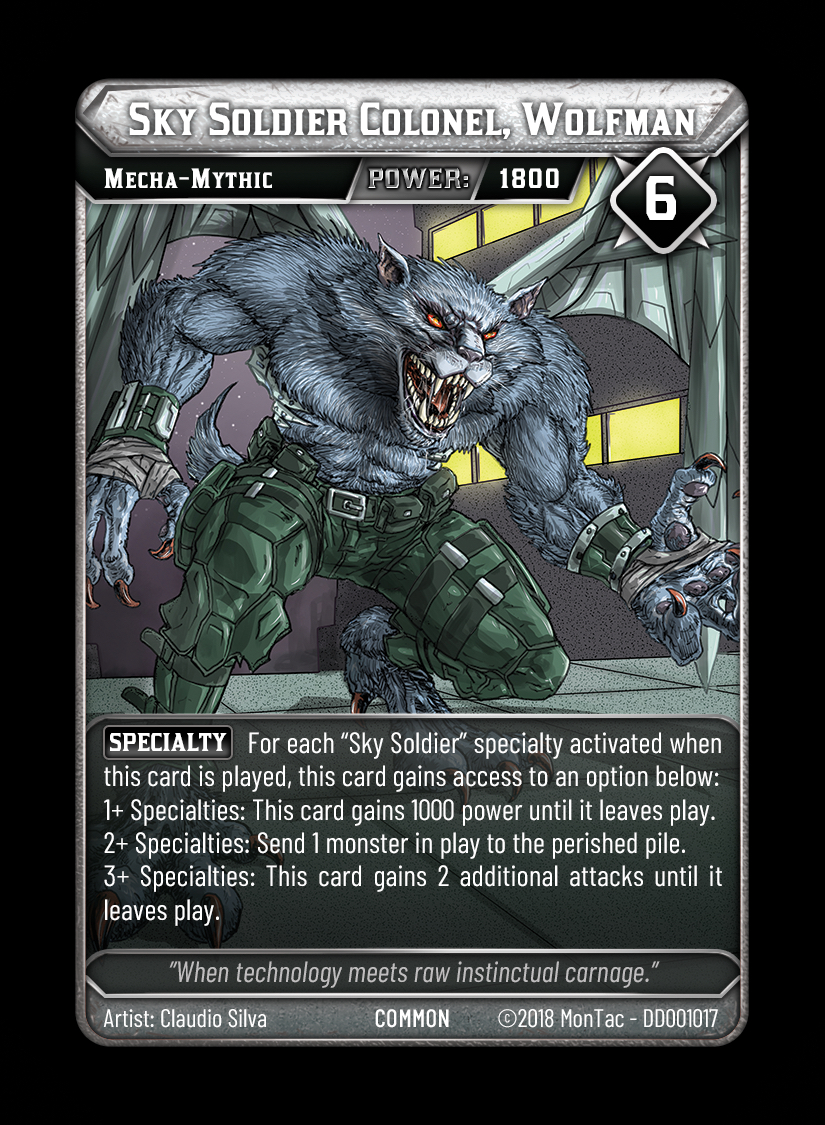 Sky Soldier Colonel, Wolfman
Mecha-Mythic
POWER: 1800
6
SPECIALTY For each “Sky Soldier” specialty activated when
this card is played, this card gains access to an option below:
1+ Specialties: This card gains 1000 power until it leaves play.
2+ Specialties: Send 1 monster in play to the perished pile.
3+ Specialties: This card gains 2 additional attacks until it
leaves play.
"When technology meets raw instinctual carnage."
Artist: Claudio Silva
COMMON
©2018 MonTac - DD001017